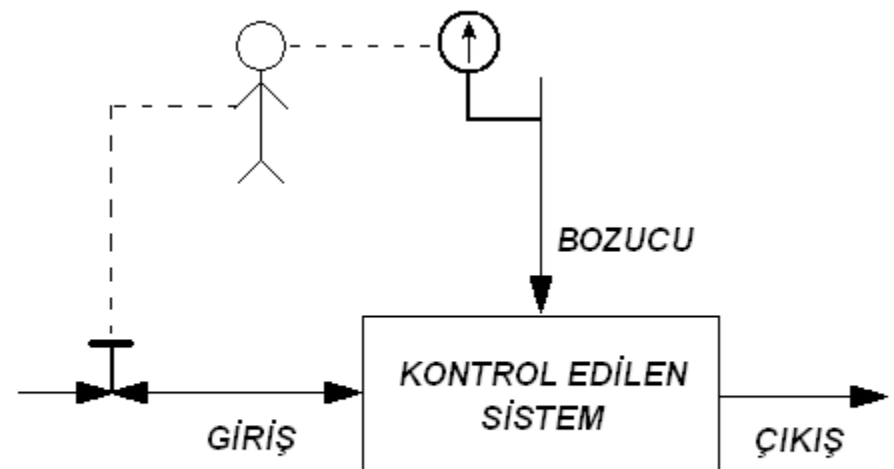 BOZUCU
KONTROL EDİLEN
SİSTEM
GİRİŞ
ÇIKIŞ